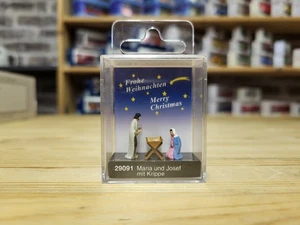 Frohe
Weihnachten
Merry
Christmas
29091 Maria und Josef
mit Krippe